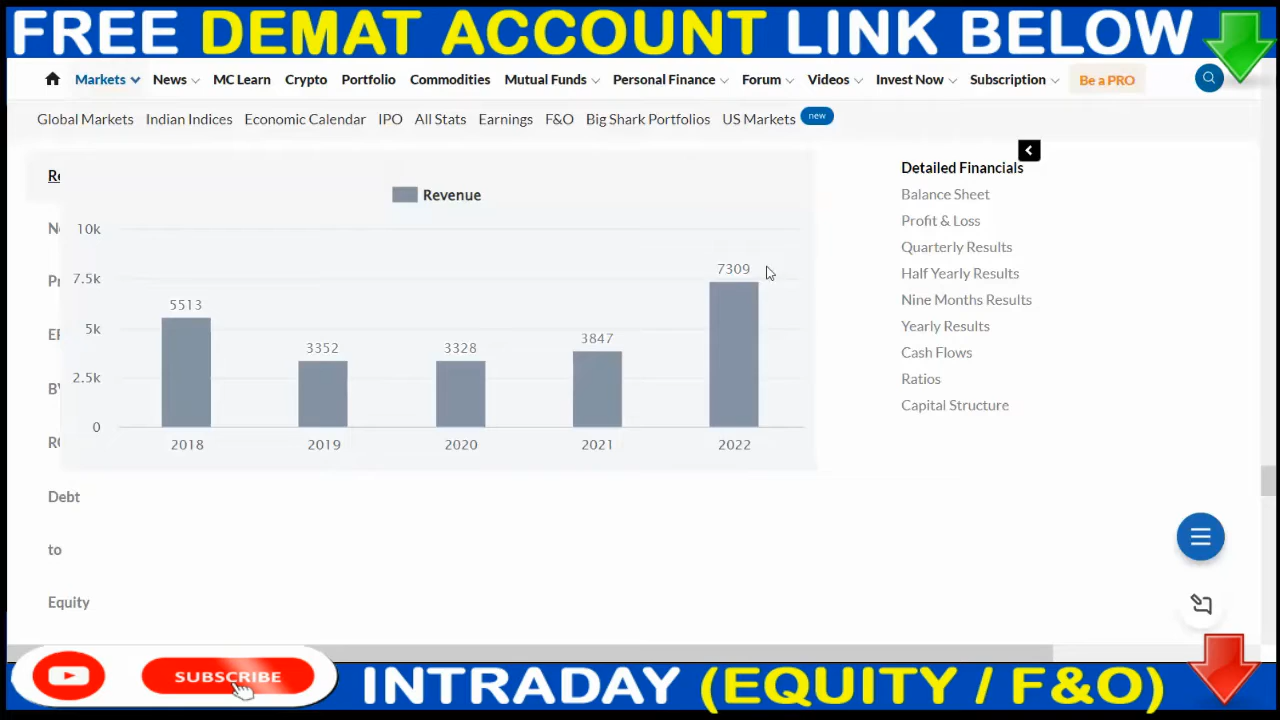 FREE DEMAT ACCOUNT LINK BELOW
Markets News MC Learn Crypto Portfolio Commodities Mutual Funds Personal Finance Forum Videos Invest Now Subscription Be a PRO
Global Markets Indian Indices Economic Calendar IPO All Stats Earnings F&O Big Shark Portfolios US Markets new
Revenue
10k
7.5k
5k
2.5k
0
5513
3352
3328
3847
7309
2018 2019 2020 2021 2022
Debt
to
Equity
Detailed Financials
Balance Sheet
Profit & Loss
Quarterly Results
Half Yearly Results
Nine Months Results
Yearly Results
Cash Flows
Ratios
Capital Structure
SUBSCRIBE
INTRADAY (EQUITY / F&O)